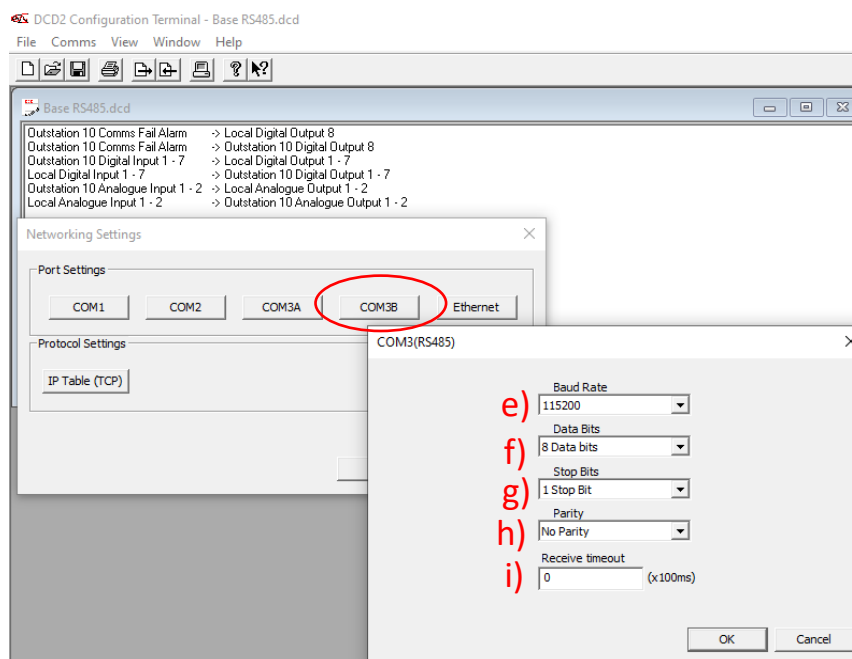 DCD2 Configuration Terminal - Base RS485.dcd
File Comms View Window Help
Base RS485.dcd
Outstation 10 Comms Fail Alarm -> Local Digital Output 8
Outstation 10 Comms Fail Alarm -> Outstation 10 Digital Output 8
Outstation 10 Digital Input 1 - 7 -> Local Digital Output 1 - 7
Local Digital Input 1 - 7 -> Outstation 10 Digital Output 1 - 7
Outstation 10 Analogue Input 1 - 2 -> Local Analogue Output 1 - 2
Local Analogue Input 1 - 2 -> Outstation 10 Analogue Output 1 - 2
Networking Settings
Port Settings
COM1 COM2 COM3A COM3B Ethernet
Protocol Settings
IP Table (TCP)
COM3(RS485)
Baud Rate
e) 115200
Data Bits
f) 8 Data bits
Stop Bits
g) 1 Stop Bit
Parity
h) No Parity
Receive timeout
i) 0 (x100ms)
OK Cancel